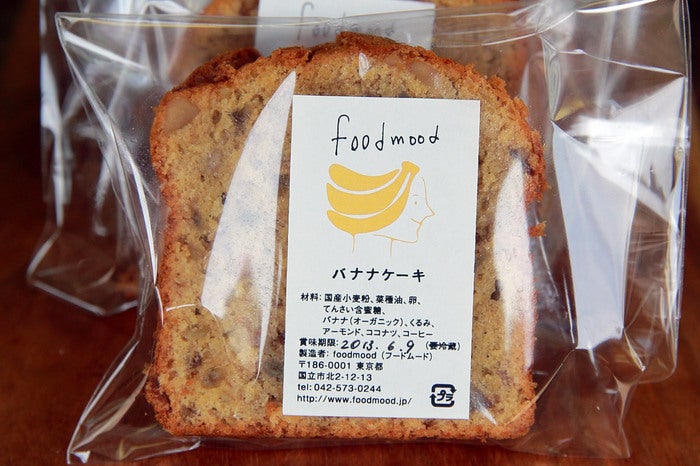 foodmood
バナナケーキ
材料:国産小麦粉、菜種油、卵、
てんさい含蜜糖、
バナナ(オーガニック)、くるみ、
アーモンド、ココナツ、コーヒー
賞味期限:2013.6.9(要冷蔵)
製造者:foodmood(フードムード)
〒186-0001 東京都
国立市北2-12-13
tel:042-573-0244
http://www.foodmood.jp/
プラ